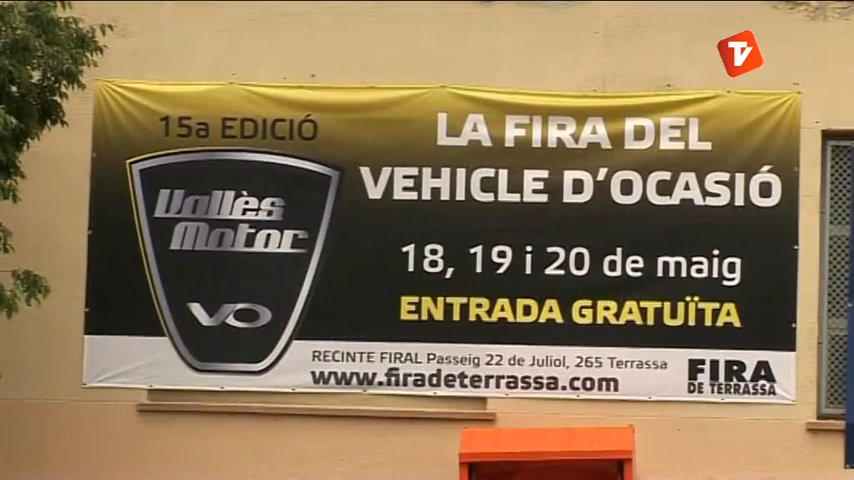 TV
15a EDICIÓ
Vallès
Motor
VO
LA FIRA DEL
VEHICLE D'OCASIÓ
18, 19 i 20 de maig
ENTRADA GRATUÏTA
RECINTE FIRAL Passeig 22 de Juliol, 265 Terrassa
www.firadeterrassa.com
FIRA
DE TERRASSA